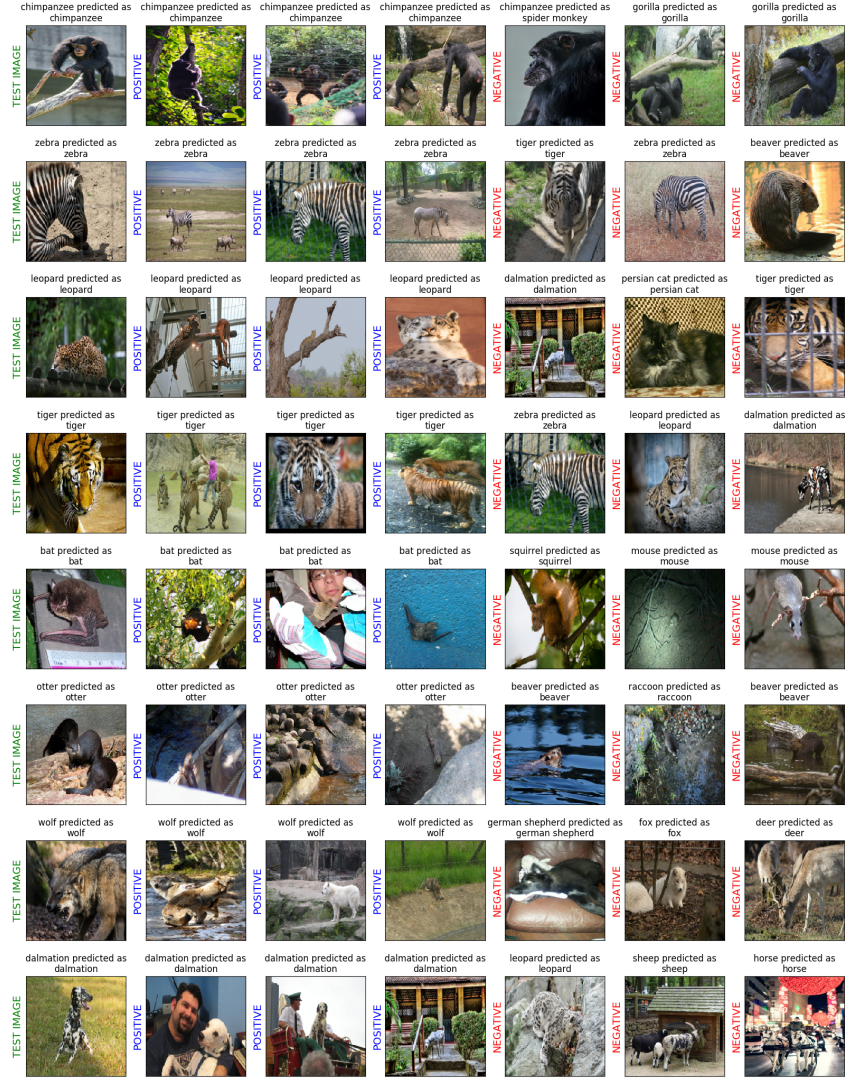 chimpanzee predicted as
chimpanzee
chimpanzee predicted as
chimpanzee
chimpanzee predicted as
chimpanzee
chimpanzee predicted as
chimpanzee
chimpanzee predicted as
spider monkey
gorilla predicted as
gorilla
gorilla predicted as
gorilla
TEST IMAGE
POSITIVE
POSITIVE
POSITIVE
NEGATIVE
NEGATIVE
NEGATIVE
zebra predicted as
zebra
zebra predicted as
zebra
zebra predicted as
zebra
zebra predicted as
zebra
tiger predicted as
tiger
zebra predicted as
zebra
beaver predicted as
beaver
TEST IMAGE
POSITIVE
POSITIVE
POSITIVE
NEGATIVE
NEGATIVE
NEGATIVE
leopard predicted as
leopard
leopard predicted as
leopard
leopard predicted as
leopard
leopard predicted as
leopard
dalmation predicted as
dalmation
persian cat predicted as
persian cat
tiger predicted as
tiger
TEST IMAGE
POSITIVE
POSITIVE
POSITIVE
NEGATIVE
NEGATIVE
NEGATIVE
tiger predicted as
tiger
tiger predicted as
tiger
tiger predicted as
tiger
tiger predicted as
tiger
zebra predicted as
zebra
leopard predicted as
leopard
dalmation predicted as
dalmation
TEST IMAGE
POSITIVE
POSITIVE
POSITIVE
NEGATIVE
NEGATIVE
NEGATIVE
bat predicted as
bat
bat predicted as
bat
bat predicted as
bat
bat predicted as
bat
squirrel predicted as
squirrel
mouse predicted as
mouse
mouse predicted as
mouse
TEST IMAGE
POSITIVE
POSITIVE
POSITIVE
NEGATIVE
NEGATIVE
NEGATIVE
otter predicted as
otter
otter predicted as
otter
otter predicted as
otter
otter predicted as
otter
beaver predicted as
beaver
raccoon predicted as
raccoon
beaver predicted as
beaver
TEST IMAGE
POSITIVE
POSITIVE
POSITIVE
NEGATIVE
NEGATIVE
NEGATIVE
wolf predicted as
wolf
wolf predicted as
wolf
wolf predicted as
wolf
wolf predicted as
wolf
german shepherd predicted as
german shepherd
fox predicted as
fox
deer predicted as
deer
TEST IMAGE
POSITIVE
POSITIVE
POSITIVE
NEGATIVE
NEGATIVE
NEGATIVE
dalmation predicted as
dalmation
dalmation predicted as
dalmation
dalmation predicted as
dalmation
dalmation predicted as
dalmation
leopard predicted as
leopard
sheep predicted as
sheep
horse predicted as
horse
TEST IMAGE
POSITIVE
POSITIVE
POSITIVE
NEGATIVE
NEGATIVE
NEGATIVE